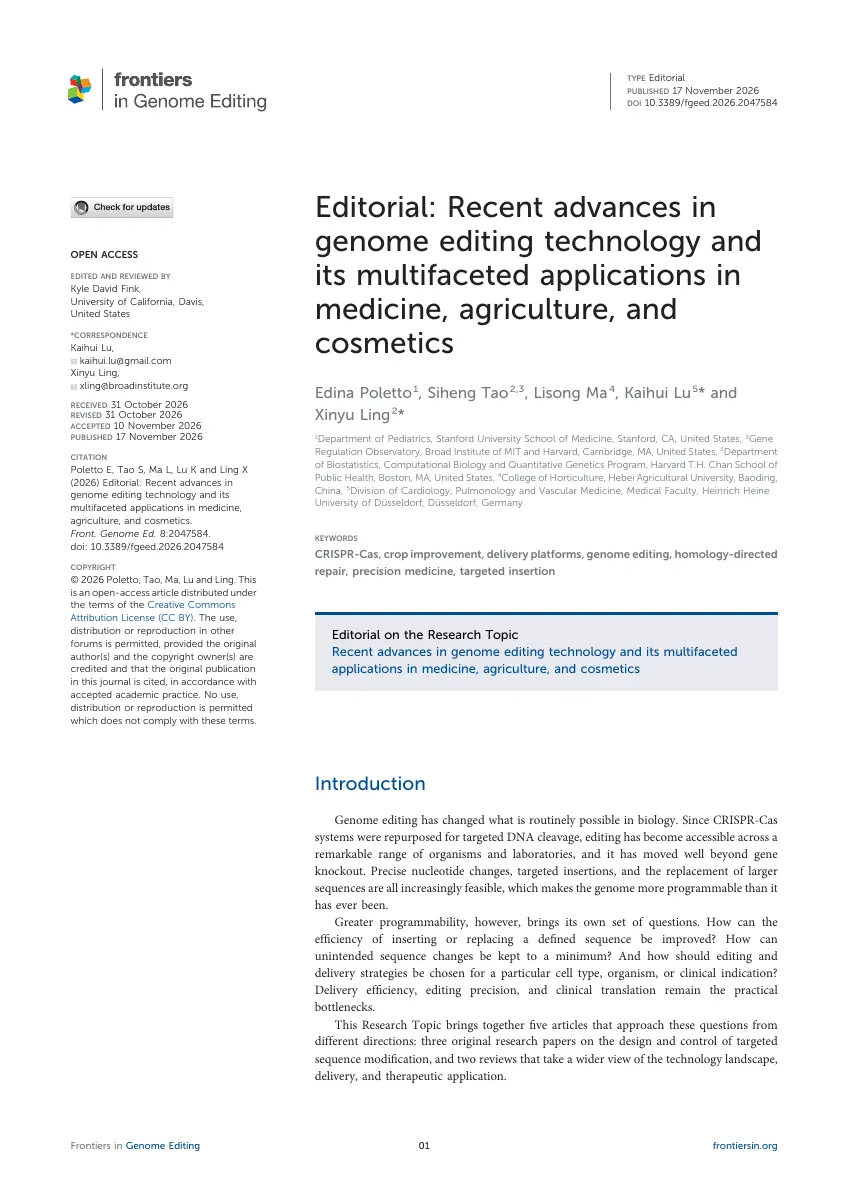 frontiers
in Genome Editing
TYPE Editorial
PUBLISHED 17 November 2026
DOI 10.3389/fgeed.2026.2047584
Check for updates
OPEN ACCESS
EDITED AND REVIEWED BY
Kyle David Fink,
University of California, Davis,
United States
*CORRESPONDENCE
Kaihui Lu,
kaihui.lu@gmail.com
Xinyu Ling,
xling@broadinstitute.org
RECEIVED 31 October 2026
REVISED 31 October 2026
ACCEPTED 10 November 2026
PUBLISHED 17 November 2026
CITATION
Poletto E, Tao S, Ma L, Lu K and Ling X
(2026) Editorial: Recent advances in
genome editing technology and its
multifaceted applications in medicine,
agriculture, and cosmetics.
Front. Genome Ed. 8:2047584.
doi: 10.3389/fgeed.2026.2047584
COPYRIGHT
© 2026 Poletto, Tao, Ma, Lu and Ling. This
is an open-access article distributed under
the terms of the Creative Commons
Attribution License (CC BY). The use,
distribution or reproduction in other
forums is permitted, provided the original
author(s) and the copyright owner(s) are
credited and that the original publication
in this journal is cited, in accordance with
accepted academic practice. No use,
distribution or reproduction is permitted
which does not comply with these terms.
Editorial: Recent advances in
genome editing technology and
its multifaceted applications in
medicine, agriculture, and
cosmetics
Edina Poletto1, Siheng Tao2,3, Lisong Ma4, Kaihui Lu5* and
Xinyu Ling2*
1Department of Pediatrics, Stanford University School of Medicine, Stanford, CA, United States, 2Gene
Regulation Observatory, Broad Institute of MIT and Harvard, Cambridge, MA, United States, 3Department
of Biostatistics, Computational Biology and Quantitative Genetics Program, Harvard T.H. Chan School of
Public Health, Boston, MA, United States, 4College of Horticulture, Hebei Agricultural University, Baoding,
China, 5Division of Cardiology, Pulmonology and Vascular Medicine, Medical Faculty, Heinrich Heine
University of Düsseldorf, Düsseldorf, Germany
KEYWORDS
CRISPR-Cas, crop improvement, delivery platforms, genome editing, homology-directed
repair, precision medicine, targeted insertion
Editorial on the Research Topic
Recent advances in genome editing technology and its multifaceted
applications in medicine, agriculture, and cosmetics
Introduction
Genome editing has changed what is routinely possible in biology. Since CRISPR-Cas
systems were repurposed for targeted DNA cleavage, editing has become accessible across a
remarkable range of organisms and laboratories, and it has moved well beyond gene
knockout. Precise nucleotide changes, targeted insertions, and the replacement of larger
sequences are all increasingly feasible, which makes the genome more programmable than it
has ever been.
Greater programmability, however, brings its own set of questions. How can the
efficiency of inserting or replacing a defined sequence be improved? How can
unintended sequence changes be kept to a minimum? And how should editing and
delivery strategies be chosen for a particular cell type, organism, or clinical indication?
Delivery efficiency, editing precision, and clinical translation remain the practical
bottlenecks.
This Research Topic brings together five articles that approach these questions from
different directions: three original research papers on the design and control of targeted
sequence modification, and two reviews that take a wider view of the technology landscape,
delivery, and therapeutic application.
Frontiers in Genome Editing
01
frontiersin.org